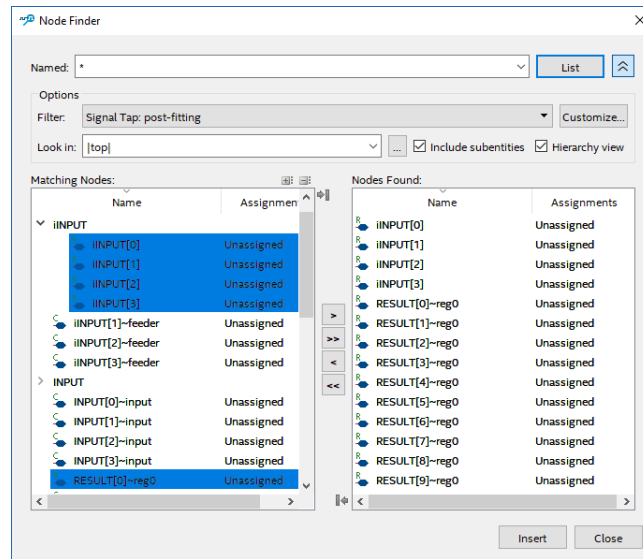 Node Finder
Named: *
List
Options
Filter: Signal Tap: post-fitting
Customize...
Look in: |top|
...
Include subentities
Hierarchy view
Matching Nodes:
Name Assignmen
iINPUT
iINPUT[0] Unassigned
iINPUT[1] Unassigned
iINPUT[2] Unassigned
iINPUT[3] Unassigned
iINPUT[1]~feeder Unassigned
iINPUT[2]~feeder Unassigned
iINPUT[3]~feeder Unassigned
INPUT
INPUT[0]~input Unassigned
INPUT[1]~input Unassigned
INPUT[2]~input Unassigned
INPUT[3]~input Unassigned
RESULT[0]~reg0 Unassigned
>
>>
<
<<
Nodes Found:
Name Assignments
iINPUT[0] Unassigned
iINPUT[1] Unassigned
iINPUT[2] Unassigned
iINPUT[3] Unassigned
RESULT[0]~reg0 Unassigned
RESULT[1]~reg0 Unassigned
RESULT[2]~reg0 Unassigned
RESULT[3]~reg0 Unassigned
RESULT[4]~reg0 Unassigned
RESULT[5]~reg0 Unassigned
RESULT[6]~reg0 Unassigned
RESULT[7]~reg0 Unassigned
RESULT[8]~reg0 Unassigned
RESULT[9]~reg0 Unassigned
Insert
Close